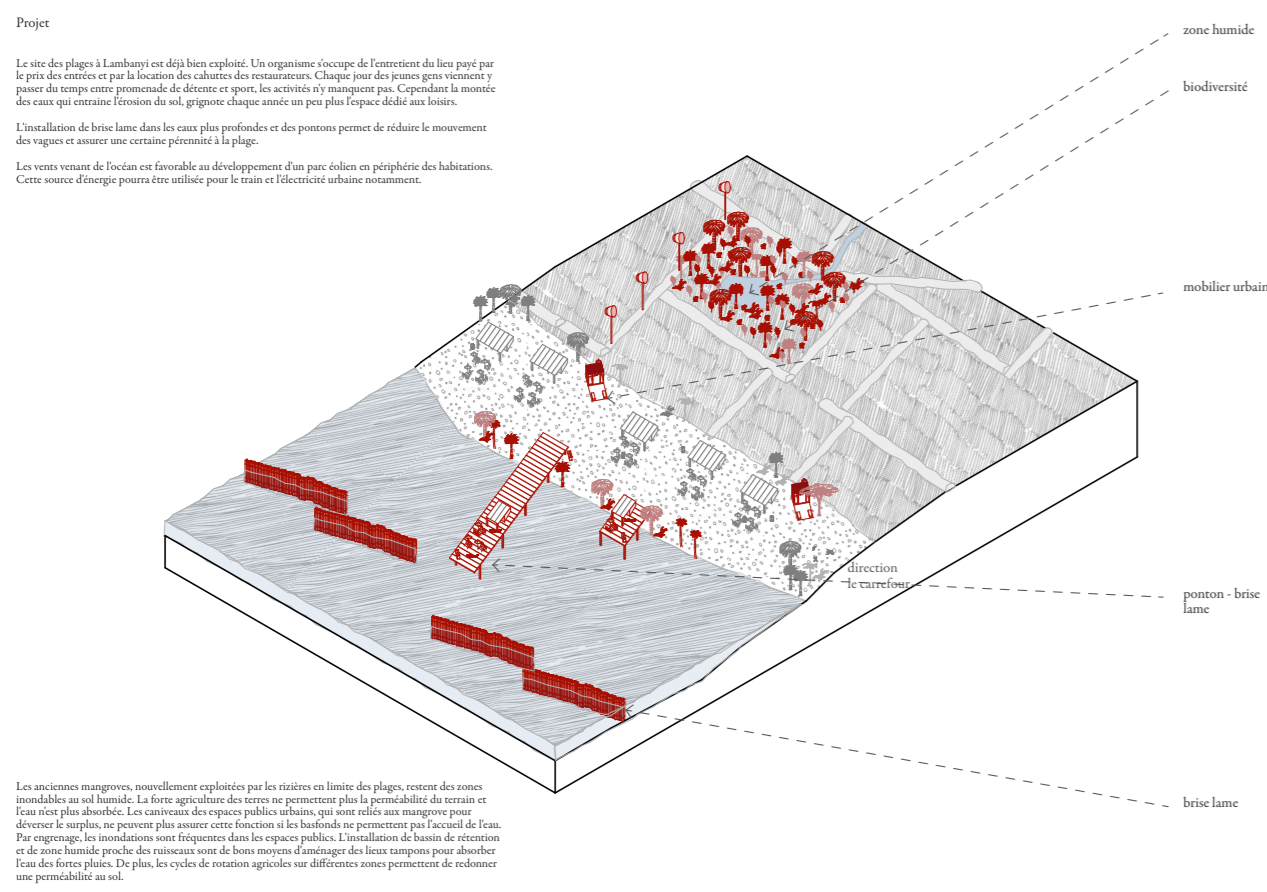 Projet
Le site des plages à Lambanyi est déjà bien exploité. Un organisme s'occupe de l'entretient du lieu payé par
le prix des entrées et par la location des cahuttes des restaurateurs. Chaque jour des jeunes gens viennent y
passer du temps entre promenade de détente et sport, les activités n'y manquent pas. Cependant la montée
des eaux qui entraine l'érosion du sol, grignote chaque année un peu plus l'espace dédié aux loisirs.
L'installation de brise lame dans les eaux plus profondes et des pontons permet de réduire le mouvement
des vagues et assurer une certaine pérennité à la plage.
Les vents venant de l'océan est favorable au développement d'un parc éolien en périphérie des habitations.
Cette source d'énergie pourra être utilisée pour le train et l'électricité urbaine notamment.
zone humide
biodiversité
mobilier urbain
direction
le carrefour
ponton - brise
lame
brise lame
Les anciennes mangroves, nouvellement exploitées par les rizières en limite des plages, restent des zones
inondables au sol humide. La forte agriculture des terres ne permettent plus la perméabilité du terrain et
l'eau n'est plus absorbée. Les caniveaux des espaces publics urbains, qui sont reliés aux mangrove pour
déverser le surplus, ne peuvent plus assurer cette fonction si les basfonds ne permettent pas l'accueil de l'eau.
Par engrenage, les inondations sont fréquentes dans les espaces publics. L'installation de bassin de rétention
et de zone humide proche des ruisseaux sont de bons moyens d'aménager des lieux tampons pour absorber
l'eau des fortes pluies. De plus, les cycles de rotation agricoles sur différentes zones permettent de redonner
une perméabilité au sol.